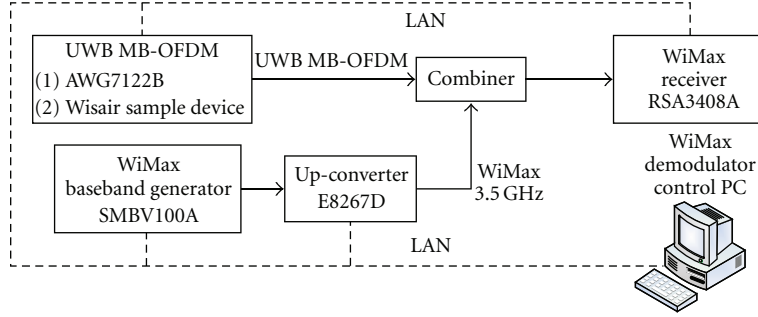 LAN
UWB MB-OFDM
(1) AWG7122B
(2) Wisair sample device
UWB MB-OFDM
Combiner
WiMax
receiver
RSA3408A
WiMax
baseband generator
SMBV100A
Up-converter
E8267D
WiMax
3.5 GHz
WiMax
demodulator
control PC
LAN